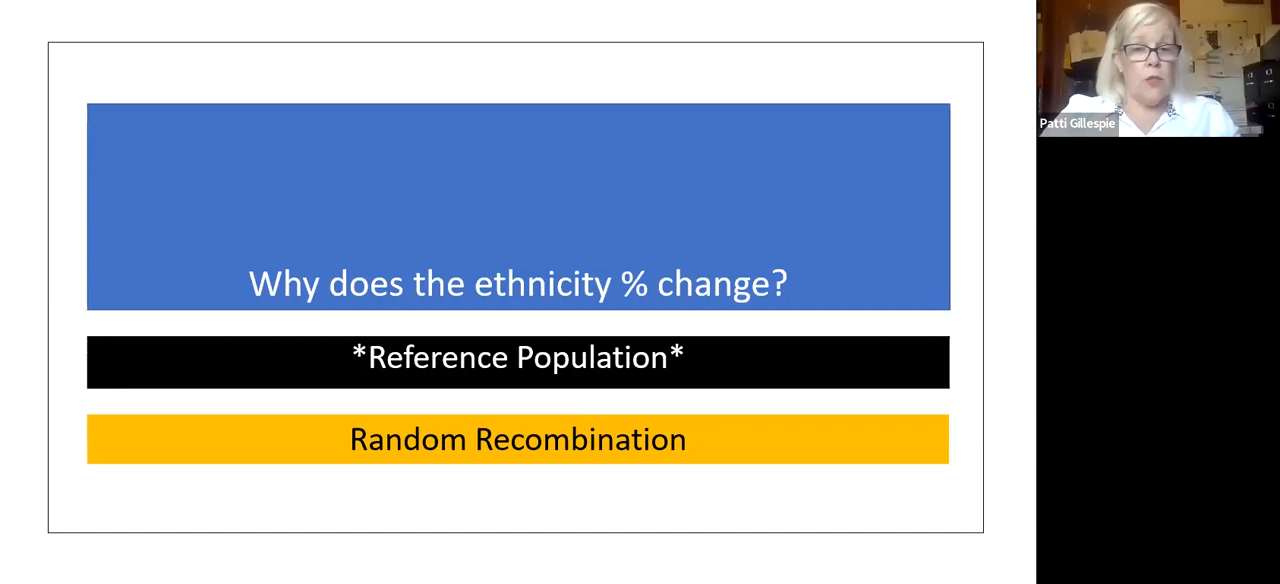 Why does the ethnicity % change?
*Reference Population*
Random Recombination
Patti Gillespie